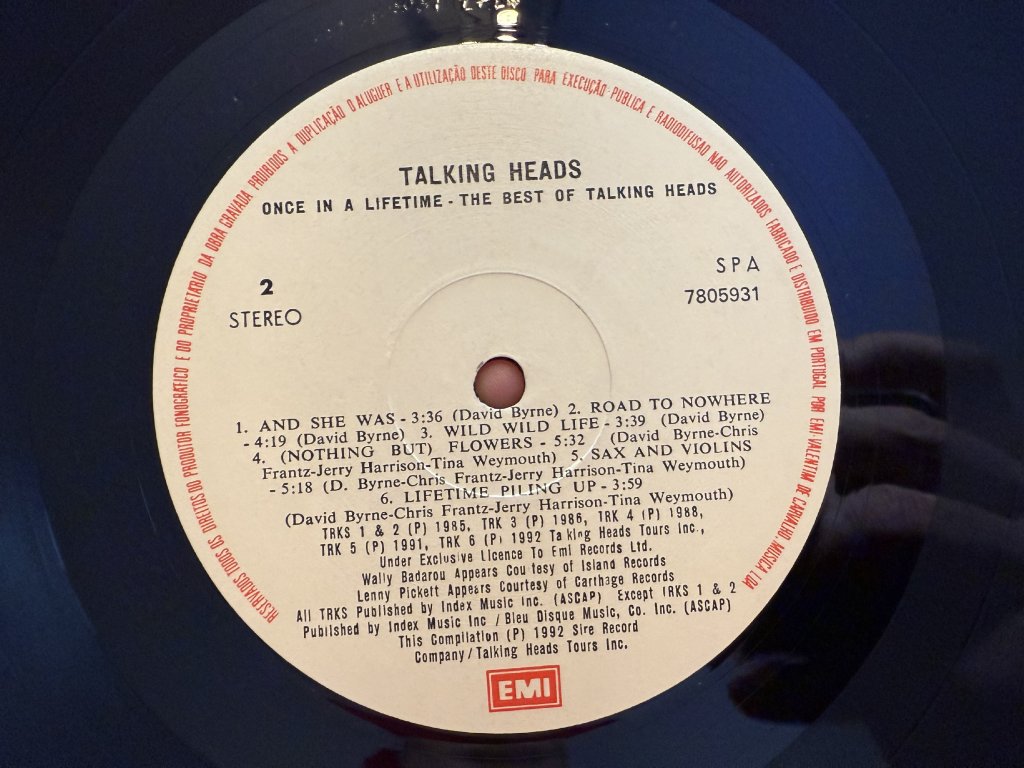 RESERVADOS TODOS OS DIREITOS DO PRODUTOR FONOGRAFICO E DO PROPRIETARIO DA OBRA GRAVADA PROIBIDOS A DUPLICAÇÃO O ALUGUER E A UTILIZAÇÃO DESTE DISCO PARA EXECUÇÃO PUBLICA E RADIODIFUSÃO NÃO AUTORIZADOS FABRICADO E DISTRIBUIDO EM PORTUGAL POR EMI-VALENTIM DE CARVALHO, MUSICA LDA
TALKING HEADS
ONCE IN A LIFETIME - THE BEST OF TALKING HEADS
2
STEREO
SPA
7805931
1. AND SHE WAS - 3:36 (David Byrne) 2. ROAD TO NOWHERE
- 4:19 (David Byrne) 3. WILD WILD LIFE - 3:39 (David Byrne)
4. (NOTHING BUT) FLOWERS - 5:32 (David Byrne-Chris
Frantz-Jerry Harrison-Tina Weymouth) 5. SAX AND VIOLINS
- 5:18 (D. Byrne-Chris Frantz-Jerry Harrison-Tina Weymouth)
6. LIFETIME PILING UP - 3:59
(David Byrne-Chris Frantz-Jerry Harrison-Tina Weymouth)
TRKS 1 & 2 (P) 1985, TRK 3 (P) 1986, TRK 4 (P) 1988,
TRK 5 (P) 1991, TRK 6 (P) 1992 Talking Heads Tours Inc.,
Under Exclusive Licence To Emi Records Ltd.
Wally Badarou Appears Coutesy of Island Records
Lenny Pickett Appears Courtesy of Carthage Records
All TRKS Published by Index Music Inc. (ASCAP) Except TRKS 1 & 2
Published by Index Music Inc / Bleu Disque Music, Co. Inc. (ASCAP)
This Compilation (P) 1992 Sire Record
Company/Talking Heads Tours Inc.
EMI